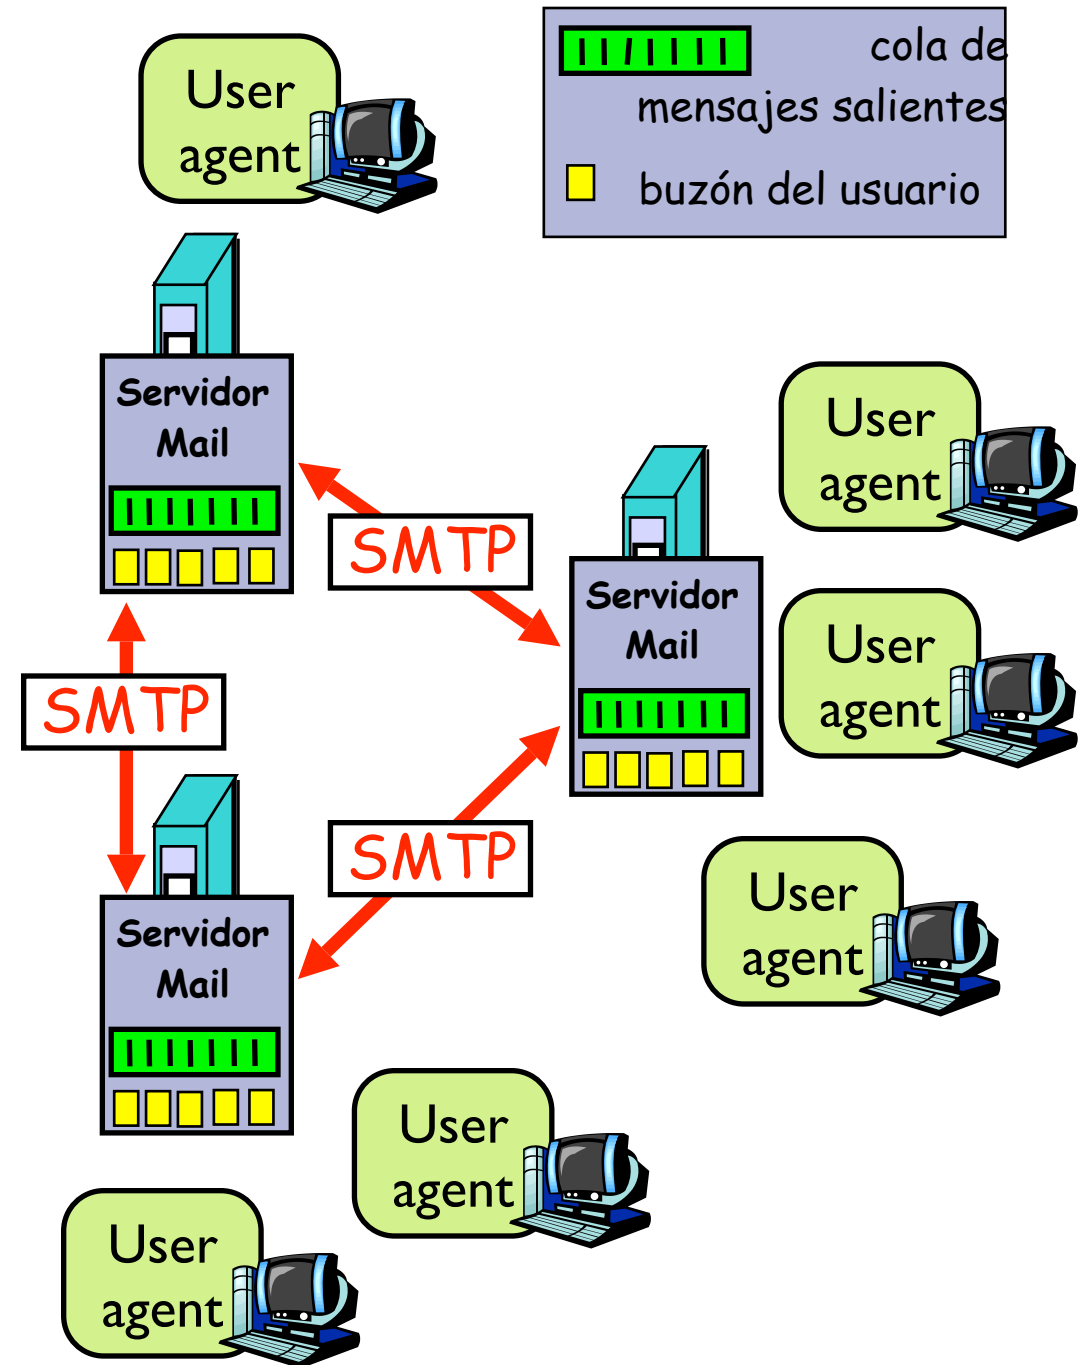 User
agent
cola de
mensajes salientes
buzón del usuario
Servidor
Mail
SMTP
User
agent
Servidor
Mail
User
agent
SMTP
SMTP
User
agent
Servidor
Mail
User
agent
User
agent